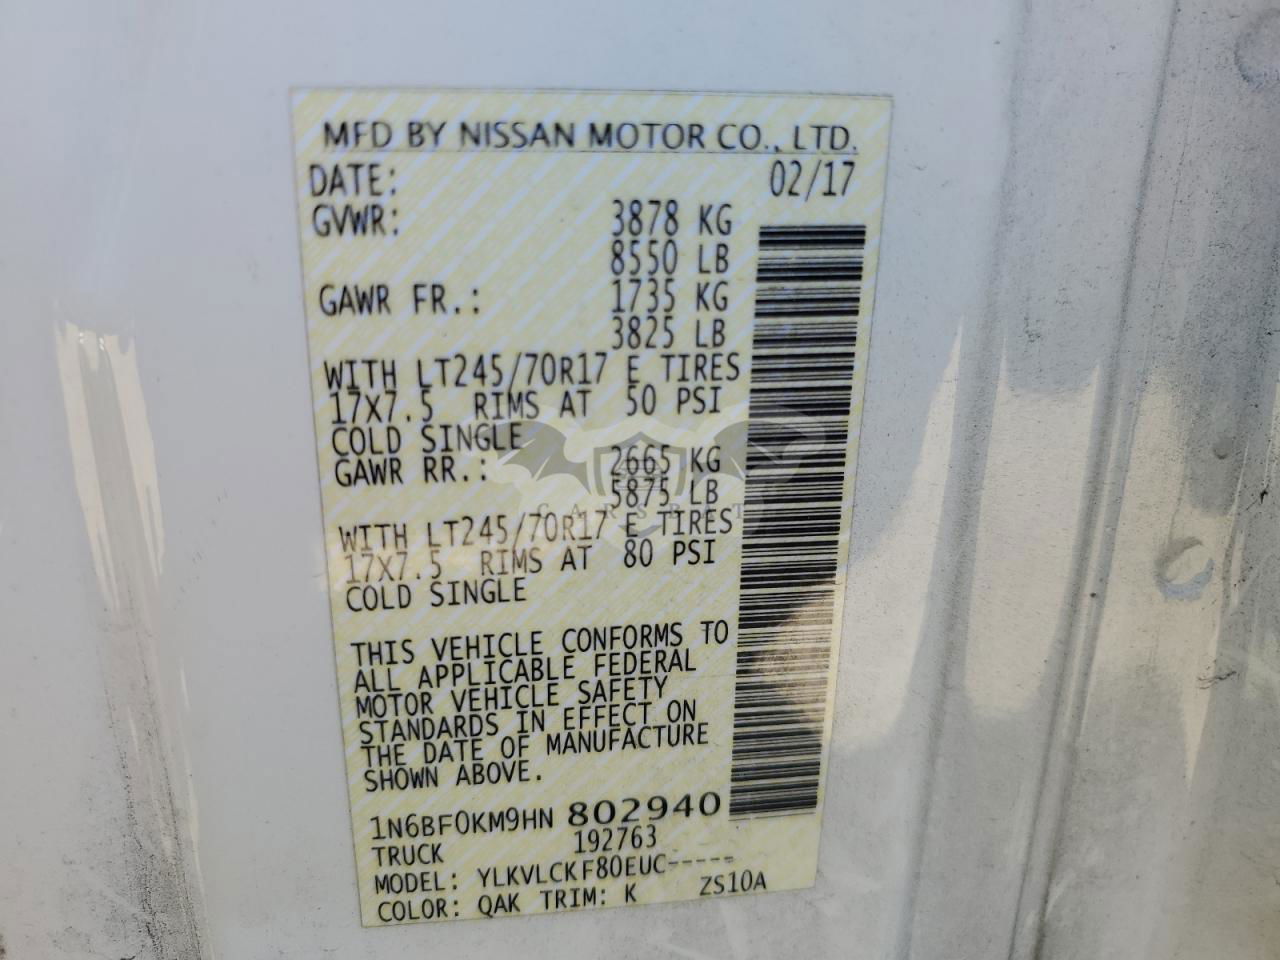 MFD BY NISSAN MOTOR CO., LTD.
DATE: 02/17
GVWR: 3878 KG
8550 LB
GAWR FR.: 1735 KG
3825 LB
WITH LT245/70R17 E TIRES
17X7.5 RIMS AT 50 PSI
COLD SINGLE
GAWR RR.: 2665 KG
5875 LB
CARSBAT
WITH LT245/70R17 E TIRES
17X7.5 RIMS AT 80 PSI
COLD SINGLE
THIS VEHICLE CONFORMS TO
ALL APPLICABLE FEDERAL
MOTOR VEHICLE SAFETY
STANDARDS IN EFFECT ON
THE DATE OF MANUFACTURE
SHOWN ABOVE.
1N6BF0KM9HN 802940
TRUCK 192763
MODEL: YLKVLCKF80EUC-----
COLOR: QAK TRIM: K ZS10A